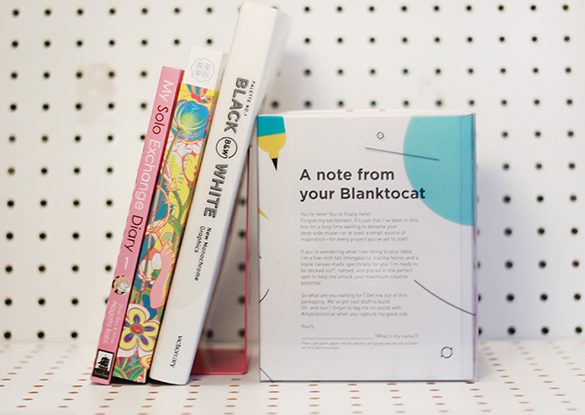 My Solo Exchange Diary 1
Nagata Kabi
PALETTE NO.1
BLACK
B&W
WHITE
New Monochrome
Graphics
victionary
A note from
your Blanktocat
You're here! You're finally here!
Forgive my excitement. It's just that I've been in this
box for a long time waiting to become your
desk side muse—or at least a small source of
inspiration—for every project you've yet to start.
If you're wondering what I can bring to your table,
I'm a five-inch tall, intergalactic marine feline, and a
blank canvas made specifically for you. I'm ready to
be decked out*, named, and placed in the perfect
spot to help me unlock your maximum creative
potential.
So what are you waiting for? Get me out of this
packaging. We've got cool stuff to build.
Oh, and don't forget to tag me on social with
#myblanktocat when you capture my good side.
Yours,
(What's my name?)